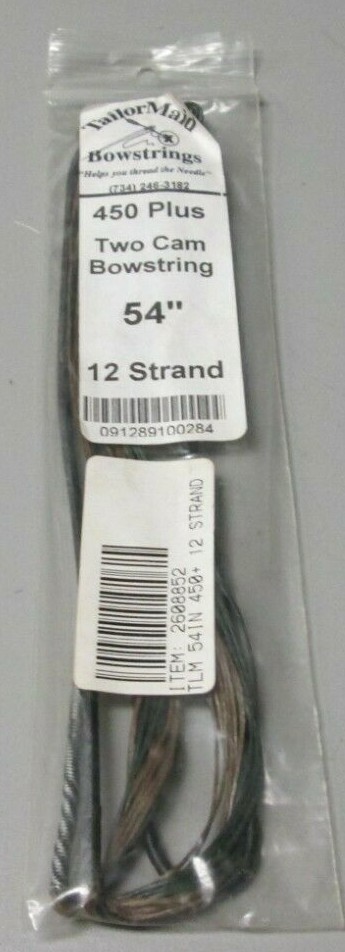 TailorMaid
Bowstrings
"Helps you thread the Needle"
(734) 246-3182
450 Plus
Two Cam
Bowstring
54"
12 Strand
091289100284
ITEM: 2608852
TLM 54IN 450+ 12 STRAND